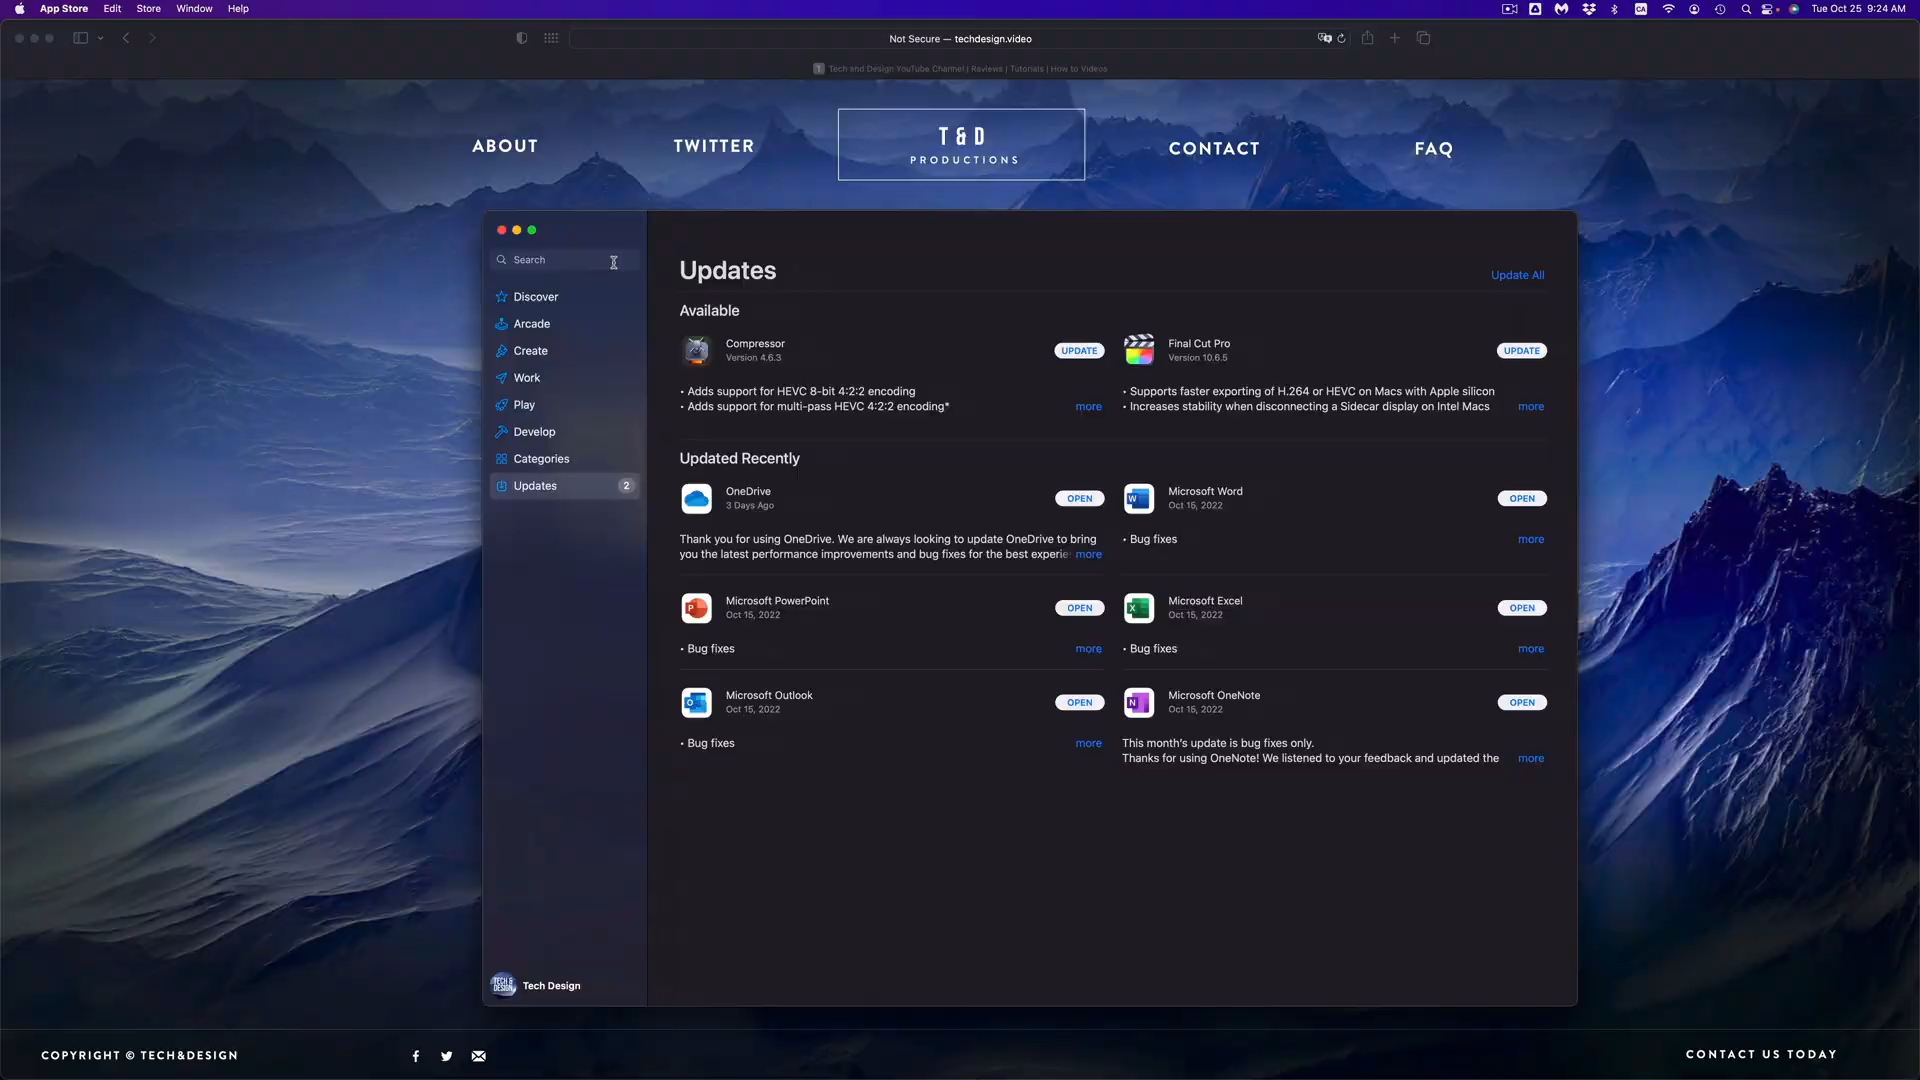 App Store Edit Store Window Help
CA
Tue Oct 25 9:24 AM
Not Secure — techdesign.video
T Tech and Design YouTube Channel | Reviews | Tutorials | How to Videos
ABOUT
TWITTER
T & D
PRODUCTIONS
CONTACT
FAQ
Search
Discover
Arcade
Create
Work
Play
Develop
Categories
Updates 2
TECH &
DESIGN
Tech Design
Updates
Update All
Available
Compressor
Version 4.6.3
UPDATE
• Adds support for HEVC 8-bit 4:2:2 encoding
• Adds support for multi-pass HEVC 4:2:2 encoding* more
Final Cut Pro
Version 10.6.5
UPDATE
• Supports faster exporting of H.264 or HEVC on Macs with Apple silicon
• Increases stability when disconnecting a Sidecar display on Intel Macs more
Updated Recently
OneDrive
3 Days Ago
OPEN
Thank you for using OneDrive. We are always looking to update OneDrive to bring
you the latest performance improvements and bug fixes for the best experie more
W
Microsoft Word
Oct 15, 2022
OPEN
• Bug fixes more
P
Microsoft PowerPoint
Oct 15, 2022
OPEN
• Bug fixes more
X
Microsoft Excel
Oct 15, 2022
OPEN
• Bug fixes more
O
Microsoft Outlook
Oct 15, 2022
OPEN
• Bug fixes more
N
Microsoft OneNote
Oct 15, 2022
OPEN
This month's update is bug fixes only.
Thanks for using OneNote! We listened to your feedback and updated the more
COPYRIGHT © TECH&DESIGN
CONTACT US TODAY